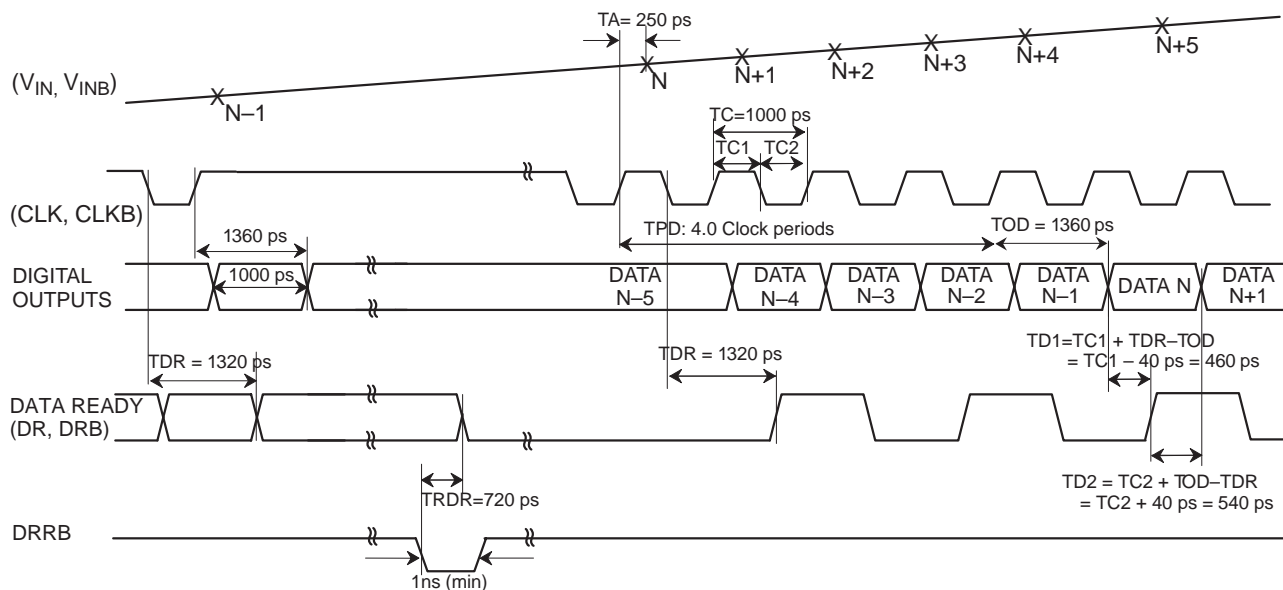 TA= 250 ps
(VIN, VINB)
N–1
N
N+1
N+2
N+3
N+4
N+5
TC=1000 ps
TC1
TC2
(CLK, CLKB)
1360 ps
TPD: 4.0 Clock periods
TOD = 1360 ps
DIGITAL
OUTPUTS
1000 ps
DATA
N–5
DATA
N–4
DATA
N–3
DATA
N–2
DATA
N–1
DATA N
DATA
N+1
TDR = 1320 ps
TDR = 1320 ps
TD1=TC1 + TDR–TOD
= TC1 – 40 ps = 460 ps
DATA READY
(DR, DRB)
TRDR=720 ps
TD2 = TC2 + TOD–TDR
= TC2 + 40 ps = 540 ps
DRRB
1ns (min)